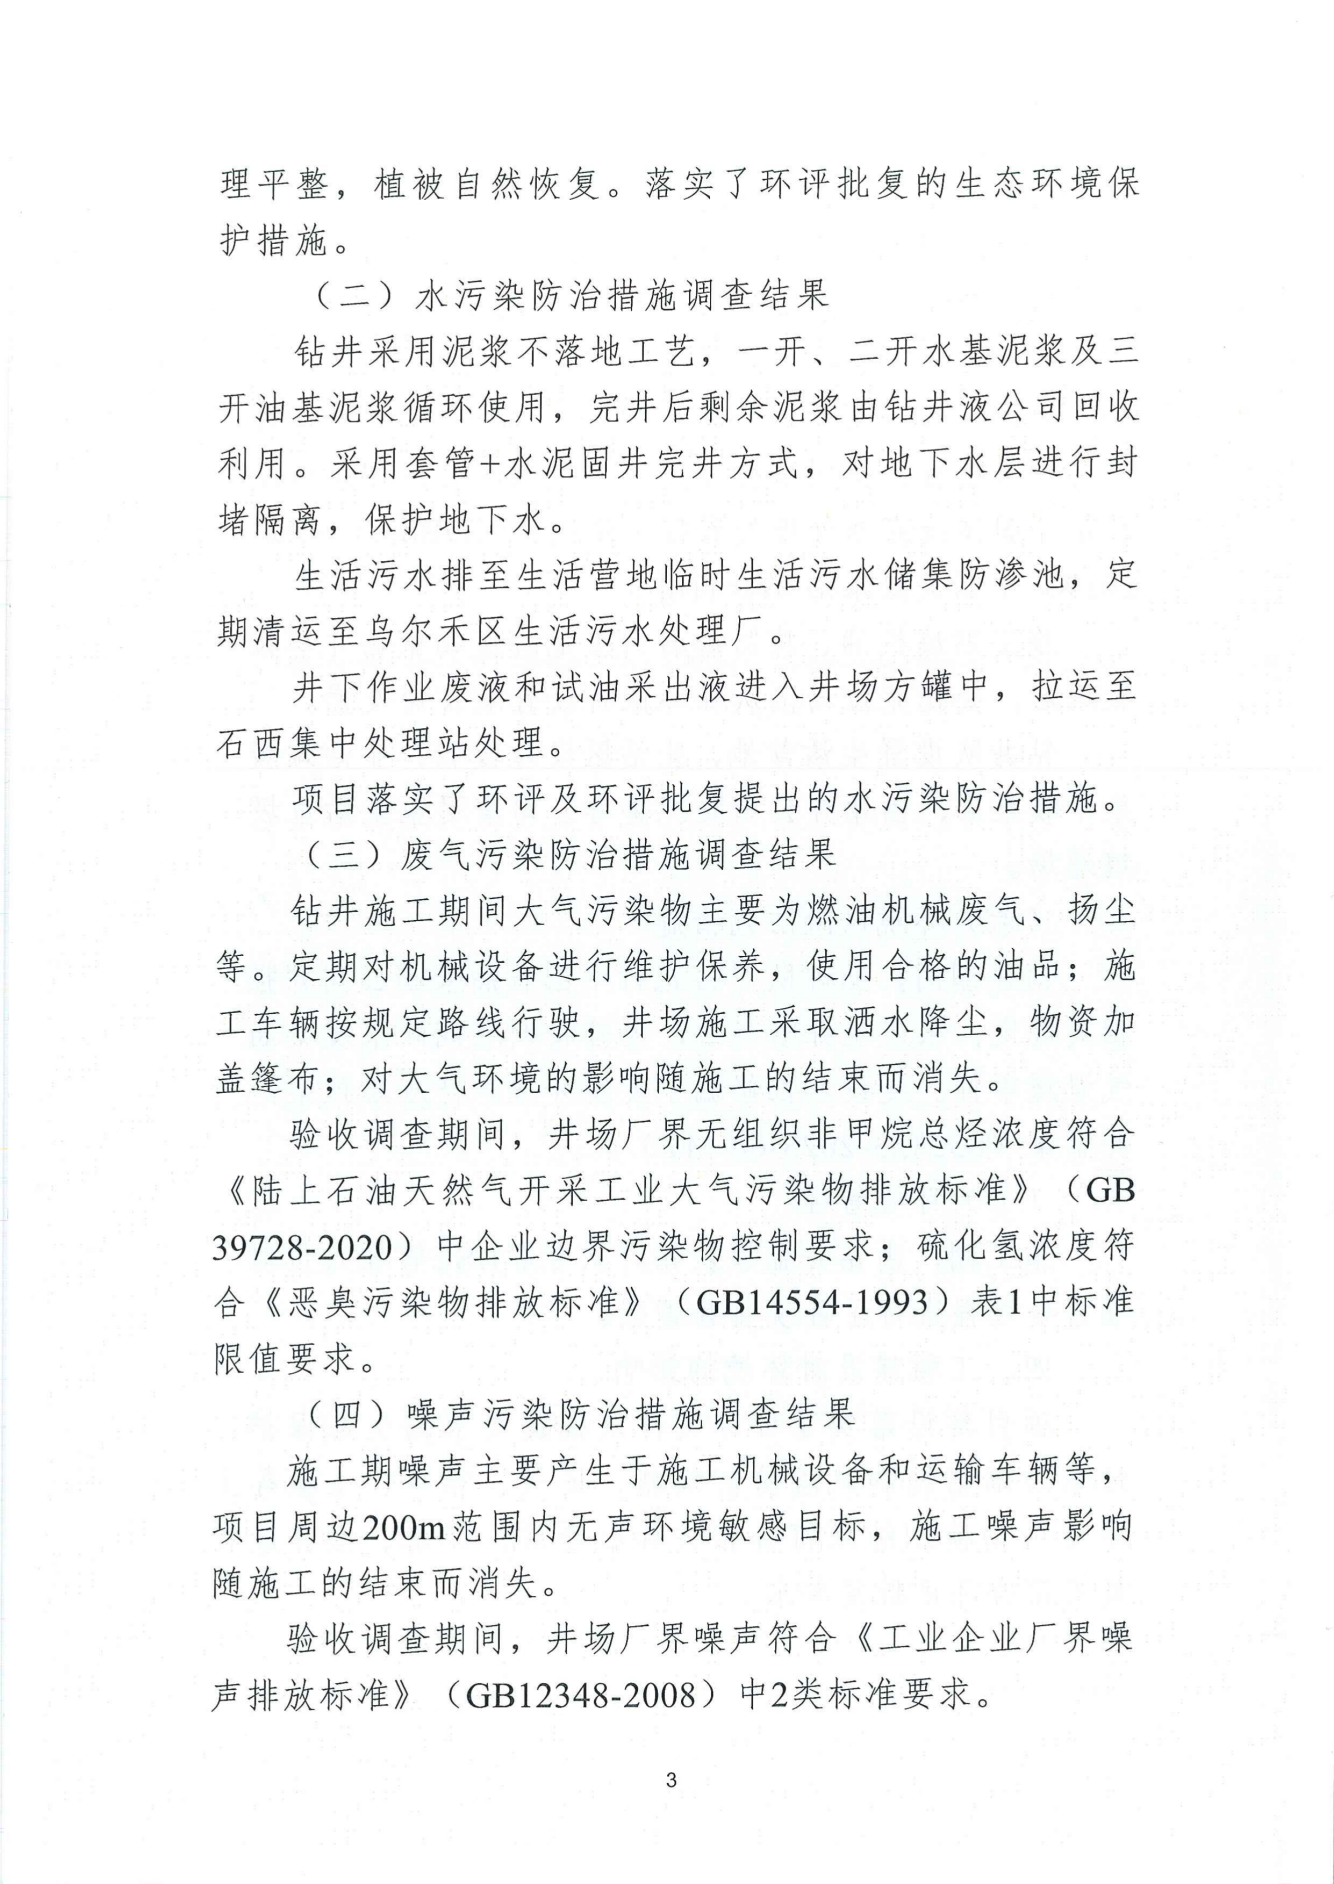 理平整，植被自然恢复。落实了环评批复的生态环境保
护措施。
（二）水污染防治措施调查结果
钻井采用泥浆不落地工艺，一开、二开水基泥浆及三
开油基泥浆循环使用，完井后剩余泥浆由钻井液公司回收
利用。采用套管+水泥固井完井方式，对地下水层进行封
堵隔离，保护地下水。
生活污水排至生活营地临时生活污水储集防渗池，定
期清运至乌尔禾区生活污水处理厂。
井下作业废液和试油采出液进入井场方罐中，拉运至
石西集中处理站处理。
项目落实了环评及环评批复提出的水污染防治措施。
（三）废气污染防治措施调查结果
钻井施工期间大气污染物主要为燃油机械废气、扬尘
等。定期对机械设备进行维护保养，使用合格的油品；施
工车辆按规定路线行驶，井场施工采取洒水降尘，物资加
盖篷布；对大气环境的影响随施工的结束而消失。
验收调查期间，井场厂界无组织非甲烷总烃浓度符合
《陆上石油天然气开采工业大气污染物排放标准》（GB
39728-2020）中企业边界污染物控制要求；硫化氢浓度符
合《恶臭污染物排放标准》（GB14554-1993）表1中标准
限值要求。
（四）噪声污染防治措施调查结果
施工期噪声主要产生于施工机械设备和运输车辆等，
项目周边200m范围内无声环境敏感目标，施工噪声影响
随施工的结束而消失。
验收调查期间，井场厂界噪声符合《工业企业厂界噪
声排放标准》（GB12348-2008）中2类标准要求。
3